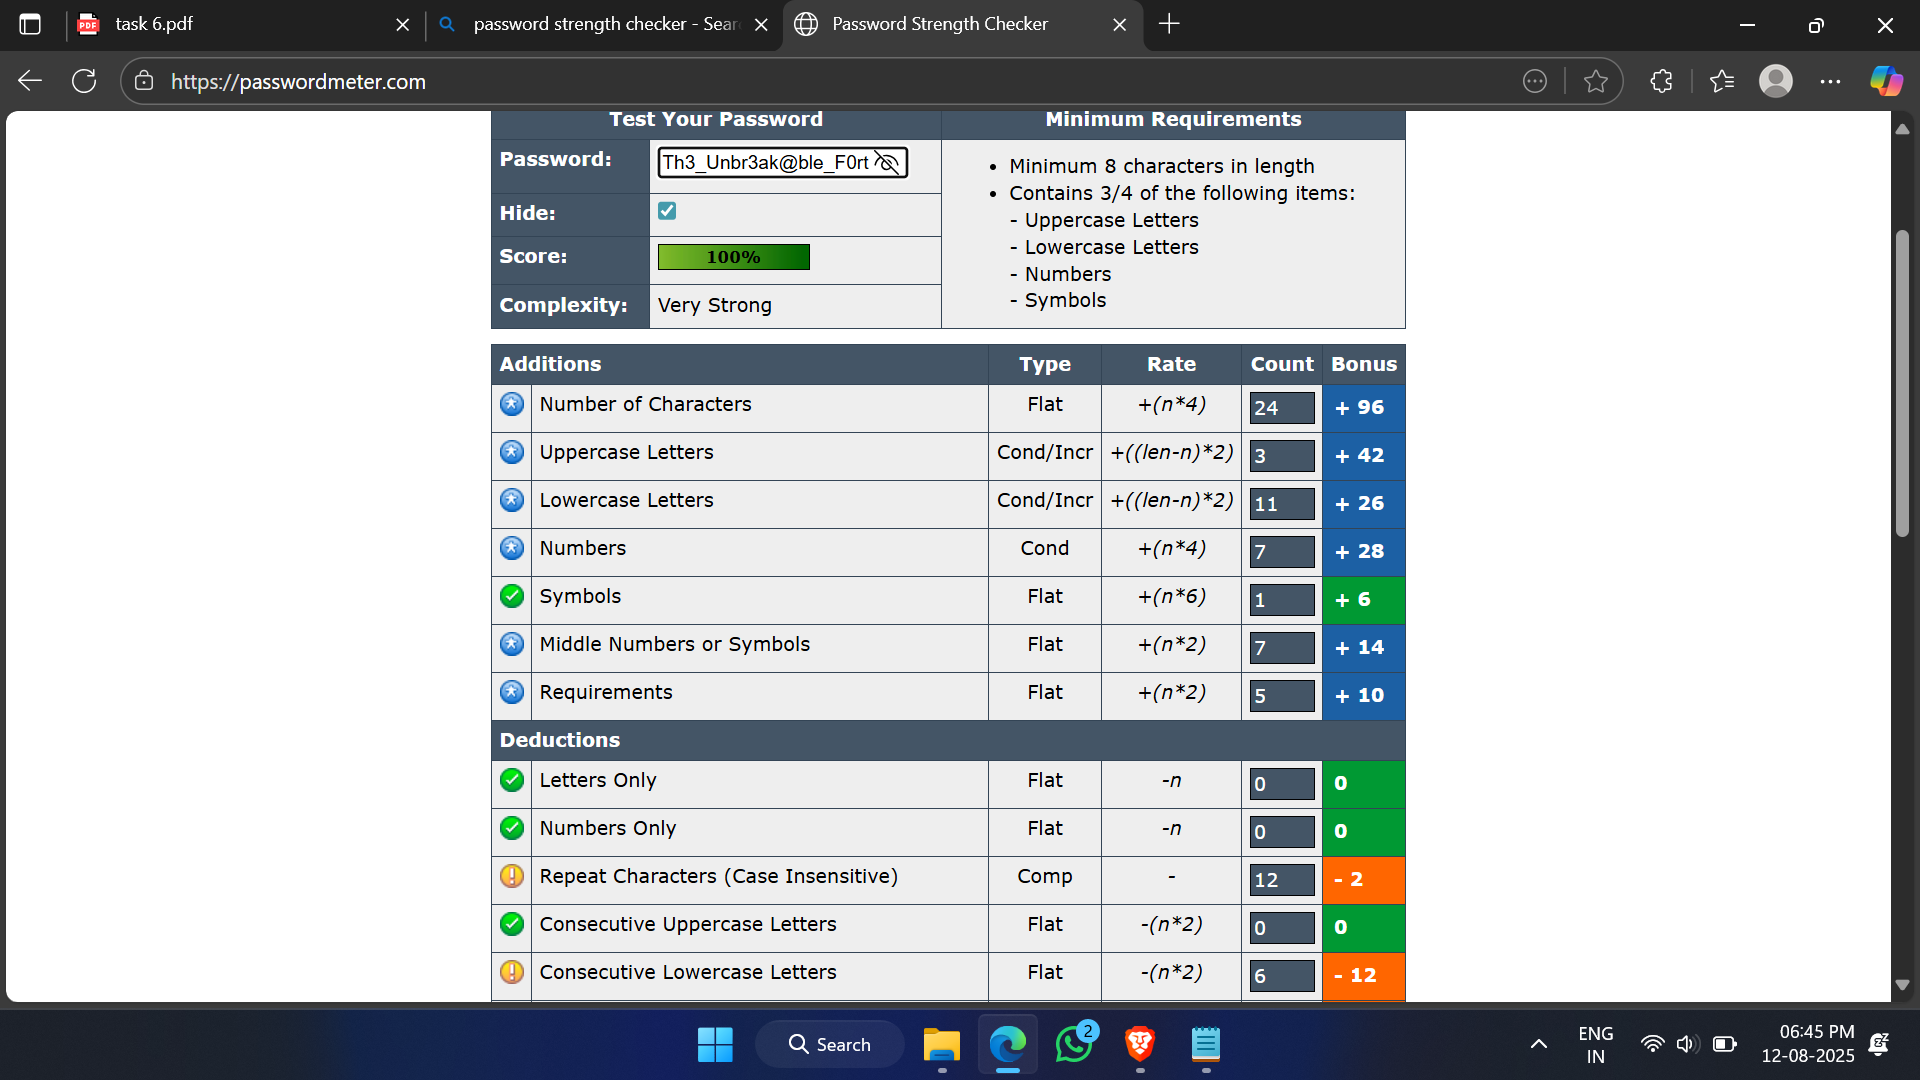 task 6.pdf
password strength checker - Sear
Password Strength Checker
https://passwordmeter.com
Test Your Password
Minimum Requirements
Password:
Th3_Unbr3ak@ble_F0rt
Hide:
Score:
100%
Complexity:
Very Strong
• Minimum 8 characters in length
• Contains 3/4 of the following items:
- Uppercase Letters
- Lowercase Letters
- Numbers
- Symbols
Additions Type Rate Count Bonus
Number of Characters Flat +(n*4) 24 + 96
Uppercase Letters Cond/Incr +((len-n)*2) 3 + 42
Lowercase Letters Cond/Incr +((len-n)*2) 11 + 26
Numbers Cond +(n*4) 7 + 28
Symbols Flat +(n*6) 1 + 6
Middle Numbers or Symbols Flat +(n*2) 7 + 14
Requirements Flat +(n*2) 5 + 10
Deductions
Letters Only Flat -n 0 0
Numbers Only Flat -n 0 0
Repeat Characters (Case Insensitive) Comp - 12 - 2
Consecutive Uppercase Letters Flat -(n*2) 0 0
Consecutive Lowercase Letters Flat -(n*2) 6 - 12
Search
2
ENG
IN
06:45 PM
12-08-2025